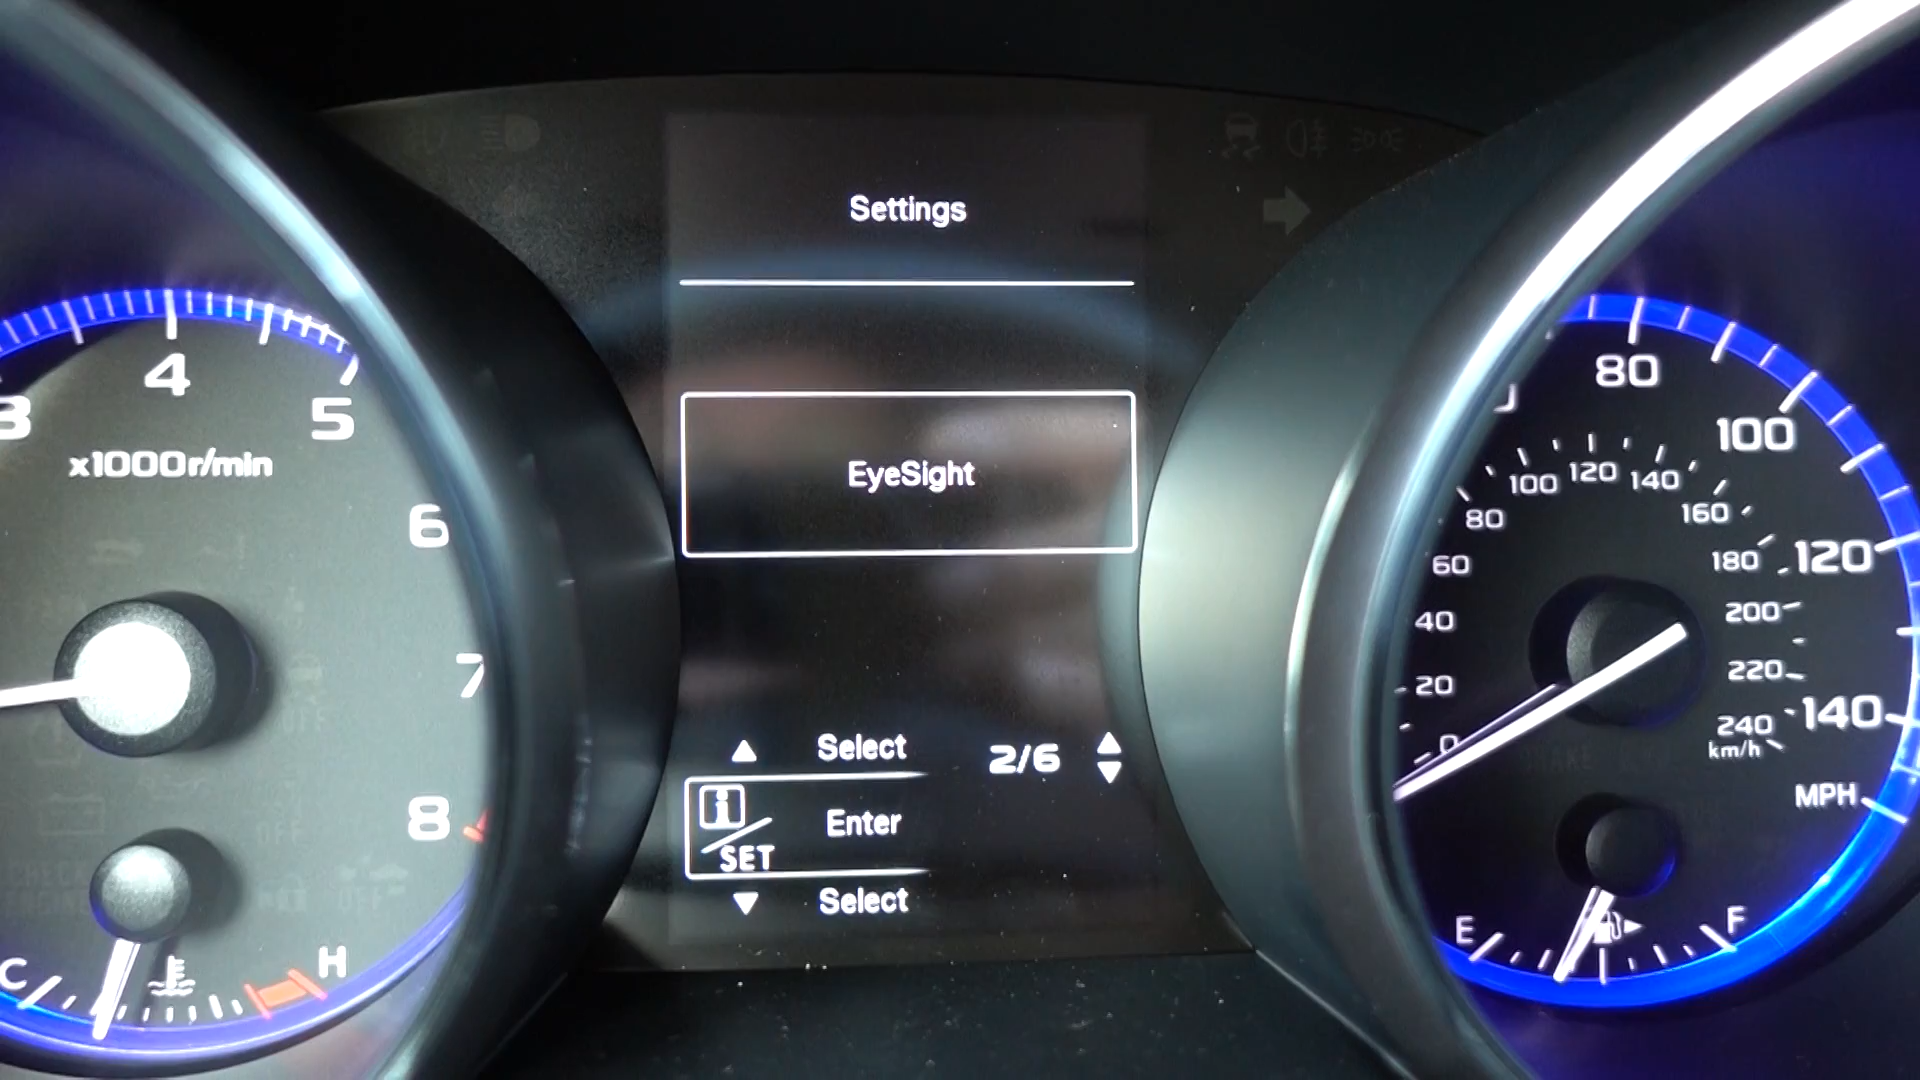 Settings
EyeSight
Select
2/6
i
Enter
SET
Select
3
4
5
x1000r/min
6
7
8
C
H
80
100
120
140
MPH
0
20
40
60
80
100
120
140
160
180
200
220
240
km/h
E
F